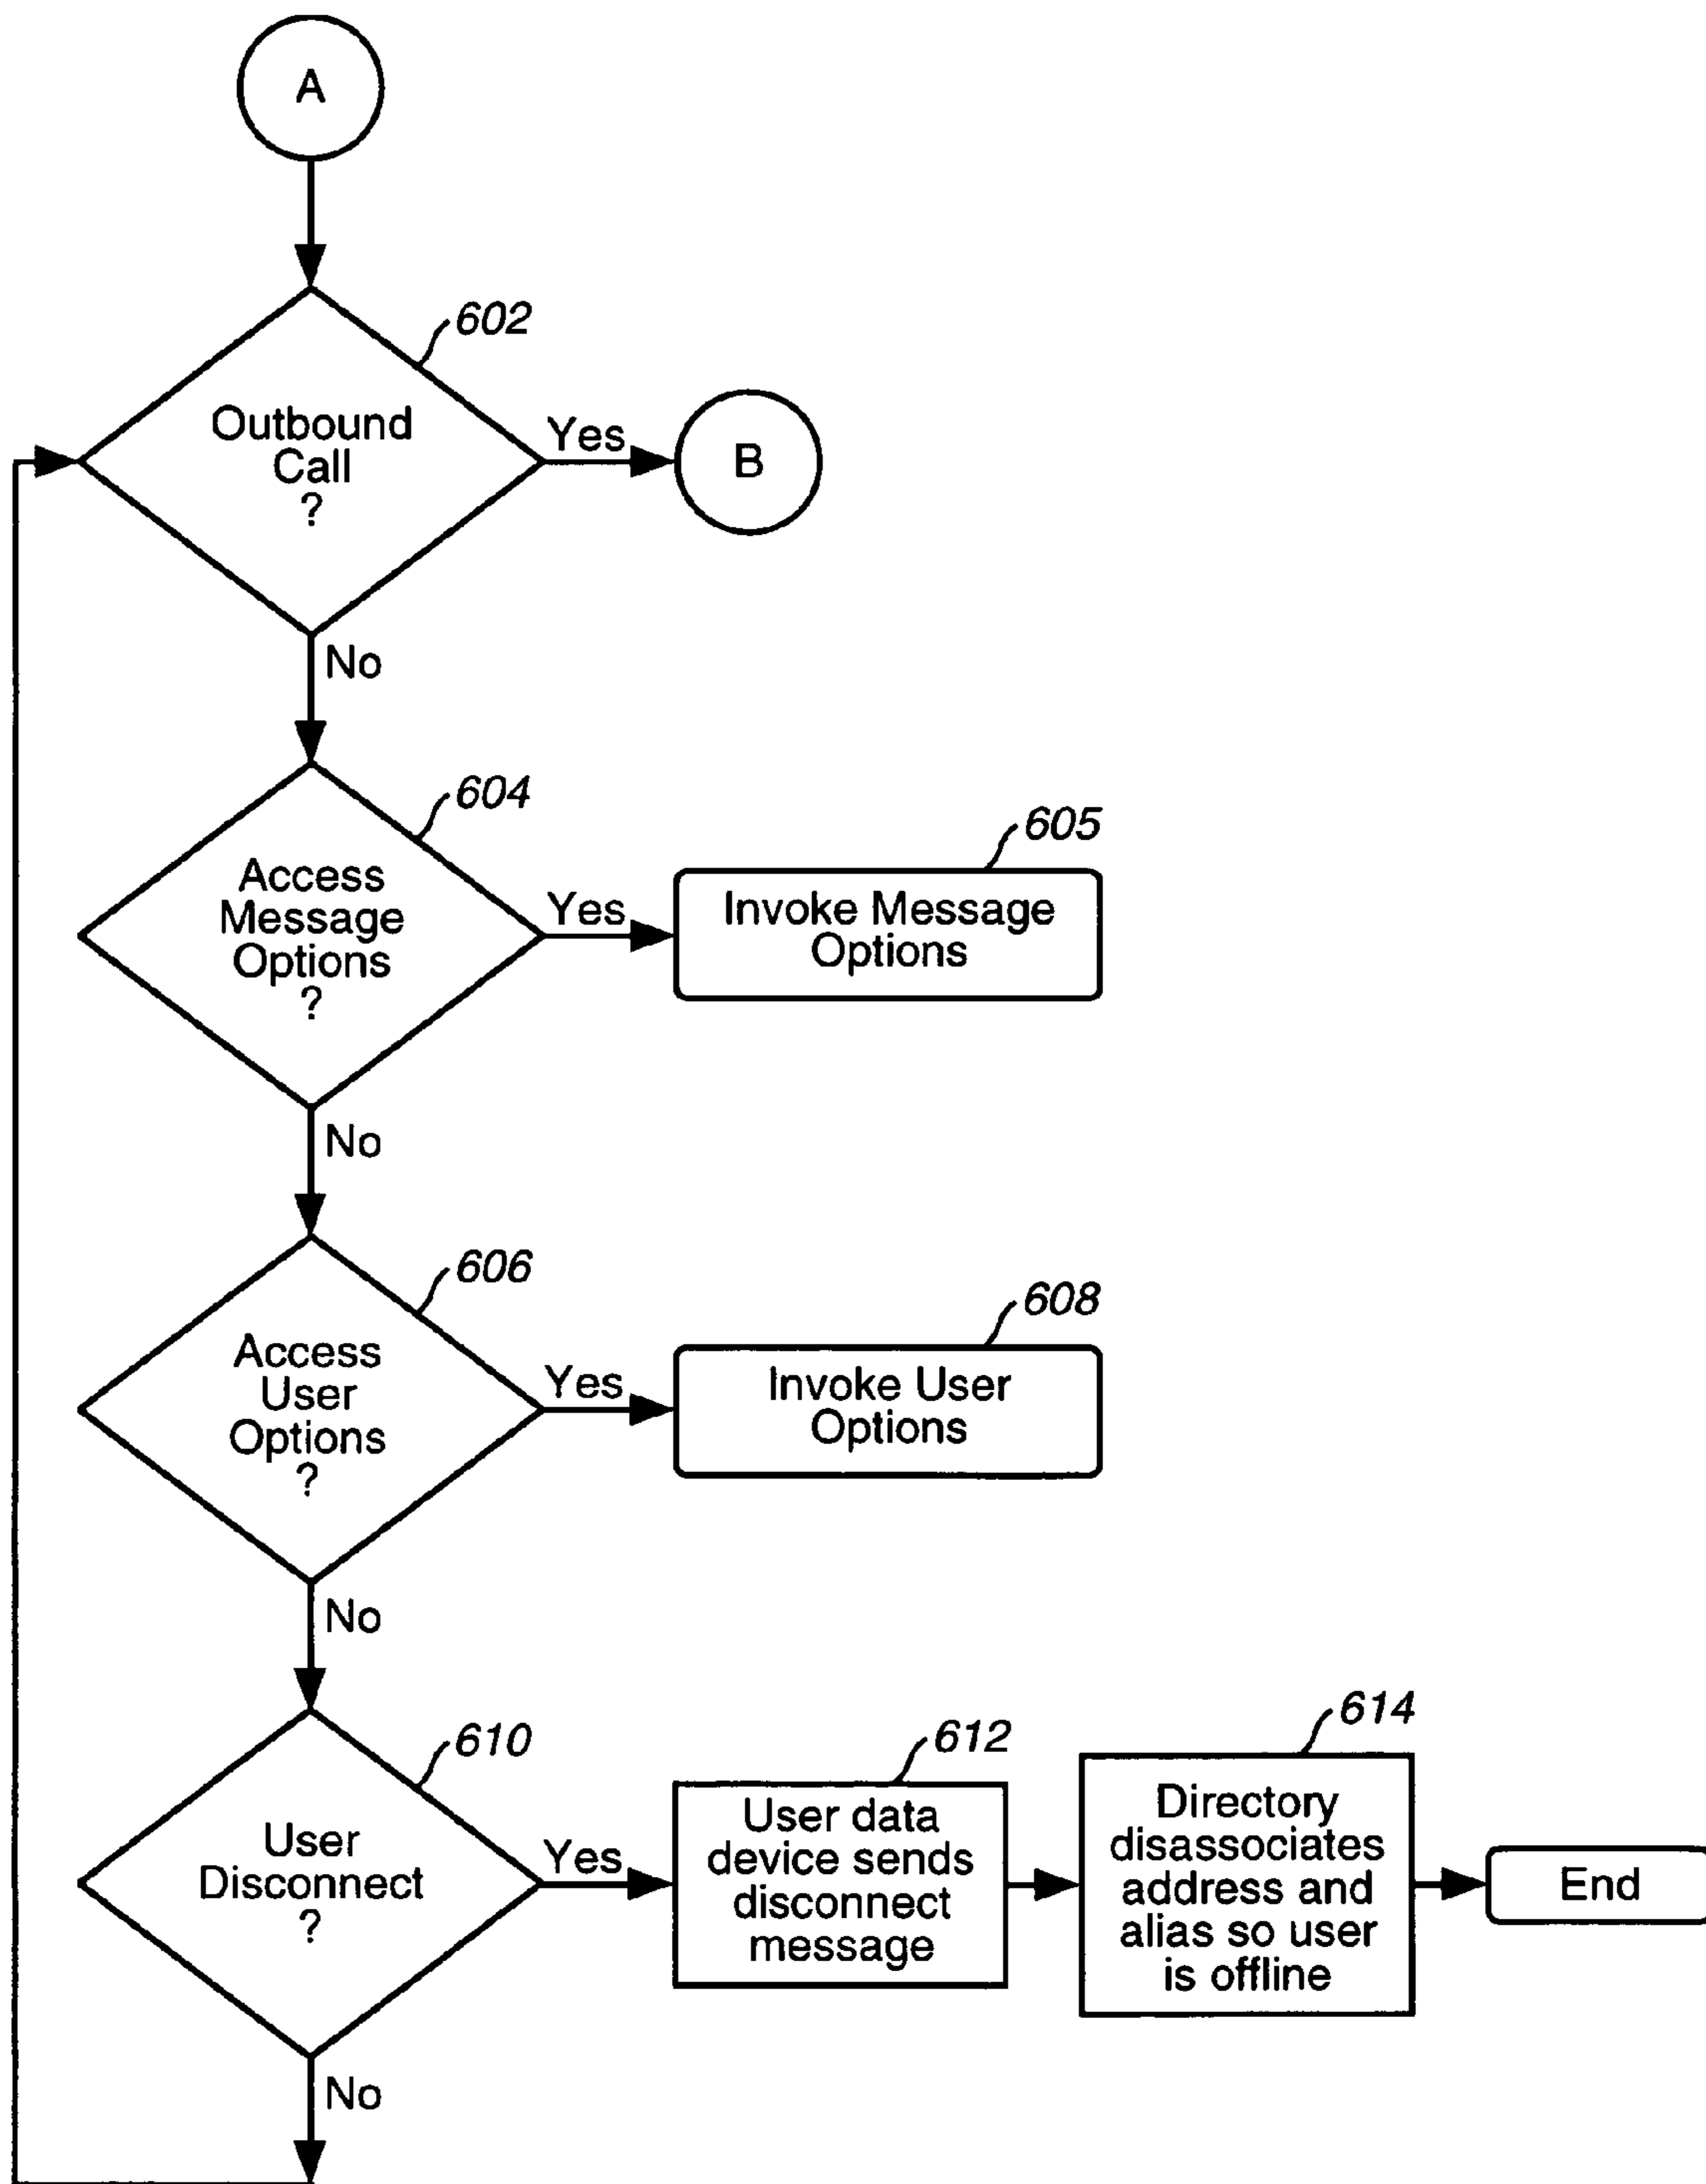 A
602
Outbound
Call
?
Yes
B
No
604
Access
Message
Options
?
Yes
605
Invoke Message
Options
No
606
Access
User
Options
?
Yes
608
Invoke User
Options
No
610
User
Disconnect
?
Yes
612
User data
device sends
disconnect
message
614
Directory
disassociates
address and
alias so user
is offline
End
No